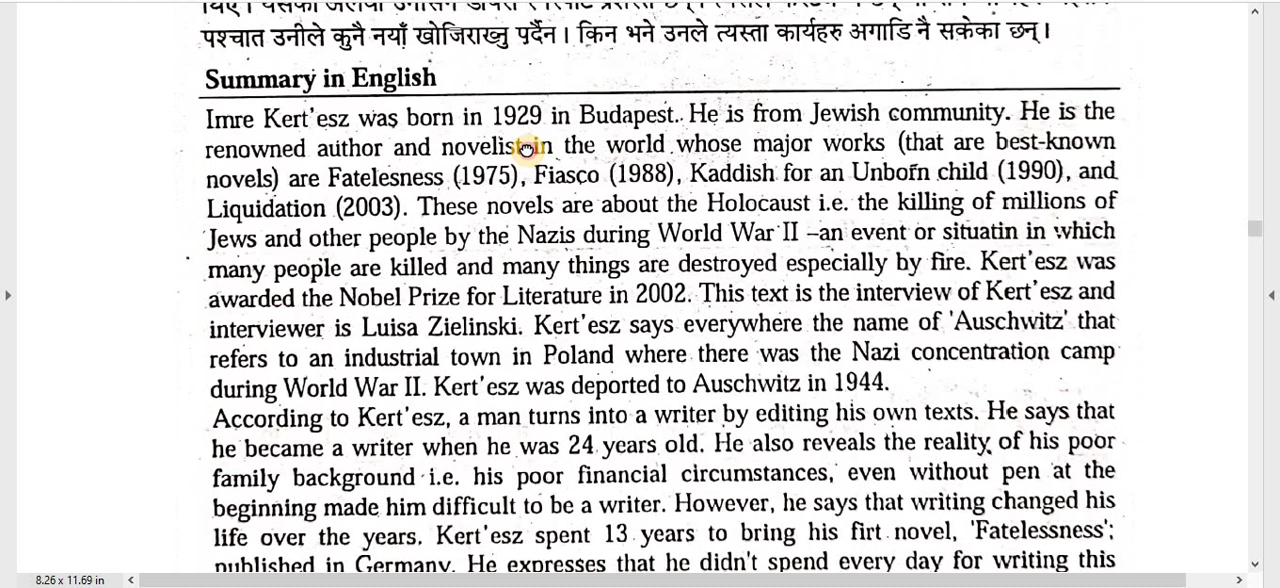 पश्चात उनीले कुनै नयाँ खोजिराख्नु पर्दैन। किन भने उनले त्यस्ता कार्यहरु अगाडि नै सकेका छन्।
Summary in English
Imre Kert'esz was born in 1929 in Budapest. He is from Jewish community. He is the
renowned author and novelist in the world whose major works (that are best-known
novels) are Fatelesness (1975), Fiasco (1988), Kaddish for an Unborn child (1990), and
Liquidation (2003). These novels are about the Holocaust i.e. the killing of millions of
Jews and other people by the Nazis during World War II –an event or situatin in which
many people are killed and many things are destroyed especially by fire. Kert'esz was
awarded the Nobel Prize for Literature in 2002. This text is the interview of Kert'esz and
interviewer is Luisa Zielinski. Kert'esz says everywhere the name of 'Auschwitz' that
refers to an industrial town in Poland where there was the Nazi concentration camp
during World War II. Kert'esz was deported to Auschwitz in 1944.
According to Kert'esz, a man turns into a writer by editing his own texts. He says that
he became a writer when he was 24 years old. He also reveals the reality of his poor
family background i.e. his poor financial circumstances, even without pen at the
beginning made him difficult to be a writer. However, he says that writing changed his
life over the years. Kert'esz spent 13 years to bring his firt novel, 'Fatelessness';
published in Germany. He expresses that he didn't spend every day for writing this
8.26 x 11.69 in